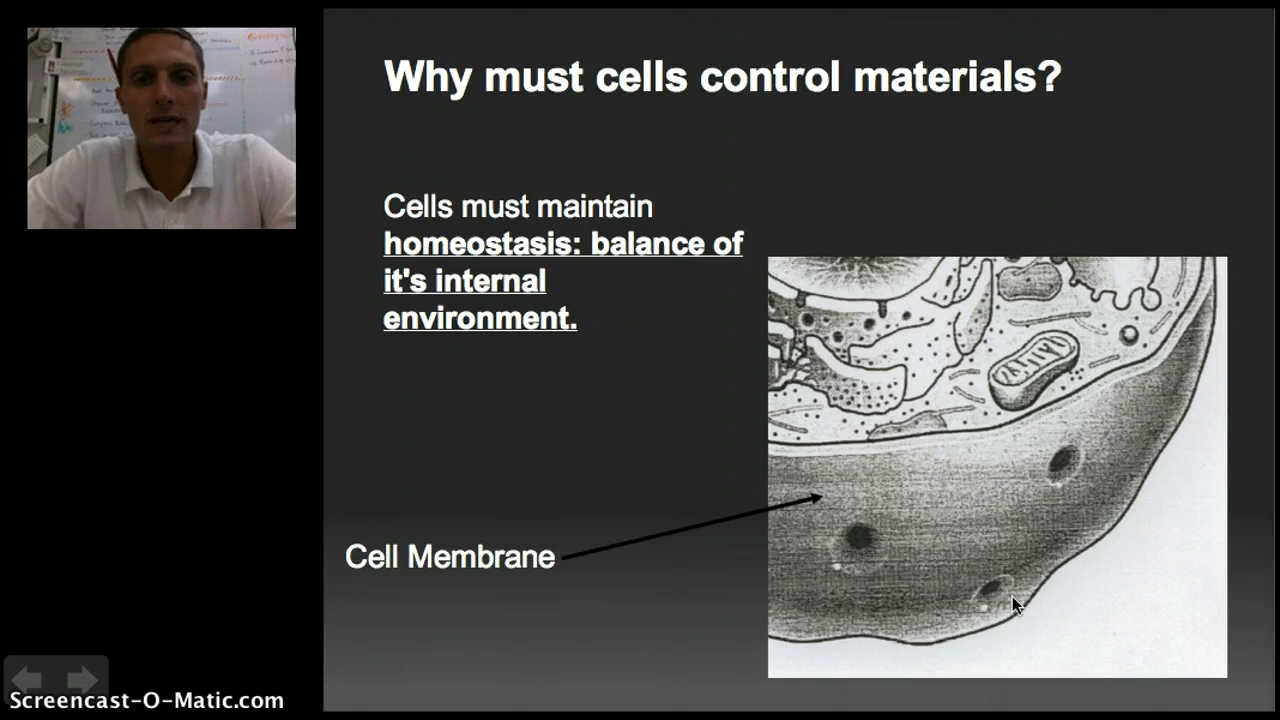 Why must cells control materials?
Cells must maintain
homeostasis: balance of
it's internal
environment.
Cell Membrane
Screencast-O-Matic.com